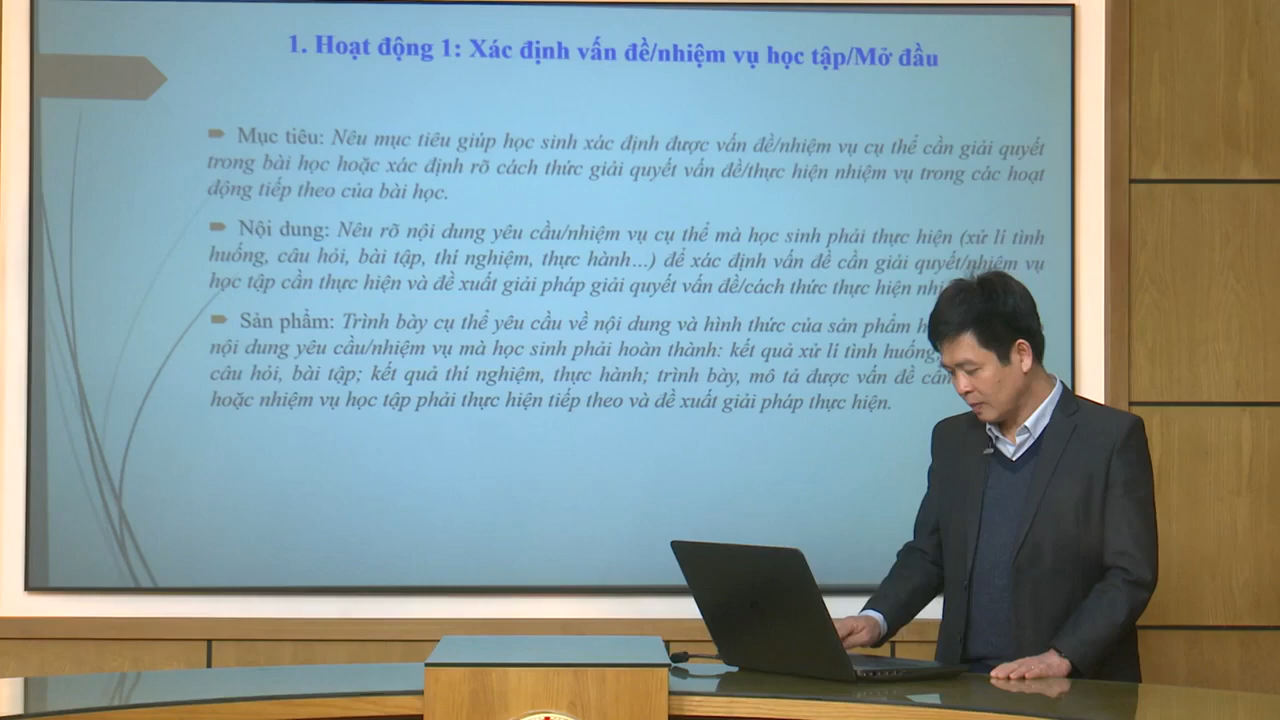 1. Hoạt động 1: Xác định vấn đề/nhiệm vụ học tập/Mở đầu
Mục tiêu: Nêu mục tiêu giúp học sinh xác định được vấn đề/nhiệm vụ cụ thể cần giải quyết
trong bài học hoặc xác định rõ cách thức giải quyết vấn đề/thực hiện nhiệm vụ trong các hoạt
động tiếp theo của bài học.
Nội dung: Nêu rõ nội dung yêu cầu/nhiệm vụ cụ thể mà học sinh phải thực hiện (xử lí tình
huống, câu hỏi, bài tập, thí nghiệm, thực hành...) để xác định vấn đề cần giải quyết/nhiệm vụ
học tập cần thực hiện và đề xuất giải pháp giải quyết vấn đề/cách thức thực hiện
Sản phẩm: Trình bày cụ thể yêu cầu về nội dung và hình thức của sản phẩm
nội dung yêu cầu/nhiệm vụ mà học sinh phải hoàn thành: kết quả xử lí tình huống,
câu hỏi, bài tập; kết quả thí nghiệm, thực hành; trình bày, mô tả được vấn đề
hoặc nhiệm vụ học tập phải thực hiện tiếp theo và đề xuất giải pháp thực hiện.